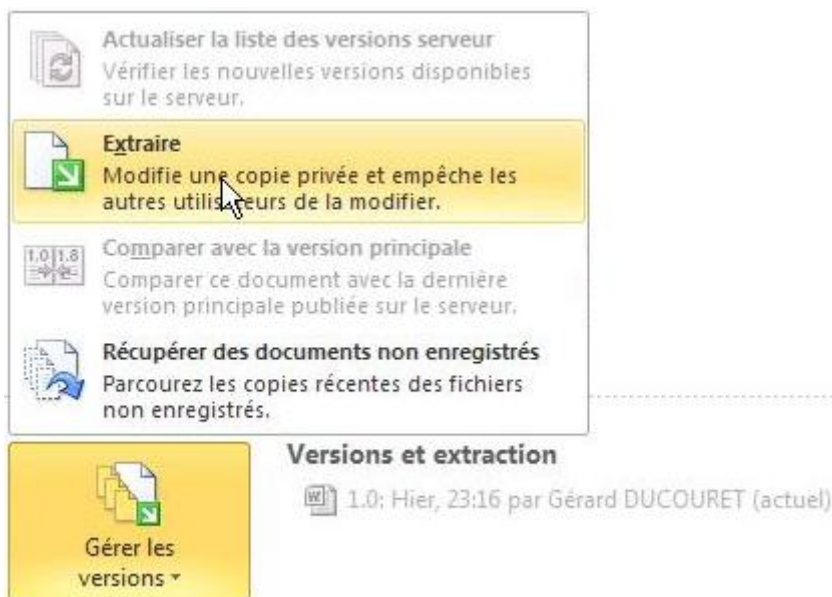 Actualiser la liste des versions serveur
Vérifier les nouvelles versions disponibles
sur le serveur.
Extraire
Modifie une copie privée et empêche les
autres utilisateurs de la modifier.
1.0 1.8
Comparer avec la version principale
Comparer ce document avec la dernière
version principale publiée sur le serveur.
Récupérer des documents non enregistrés
Parcourez les copies récentes des fichiers
non enregistrés.
Versions et extraction
1.0: Hier, 23:16 par Gérard DUCOURET (actuel)
Gérer les
versions